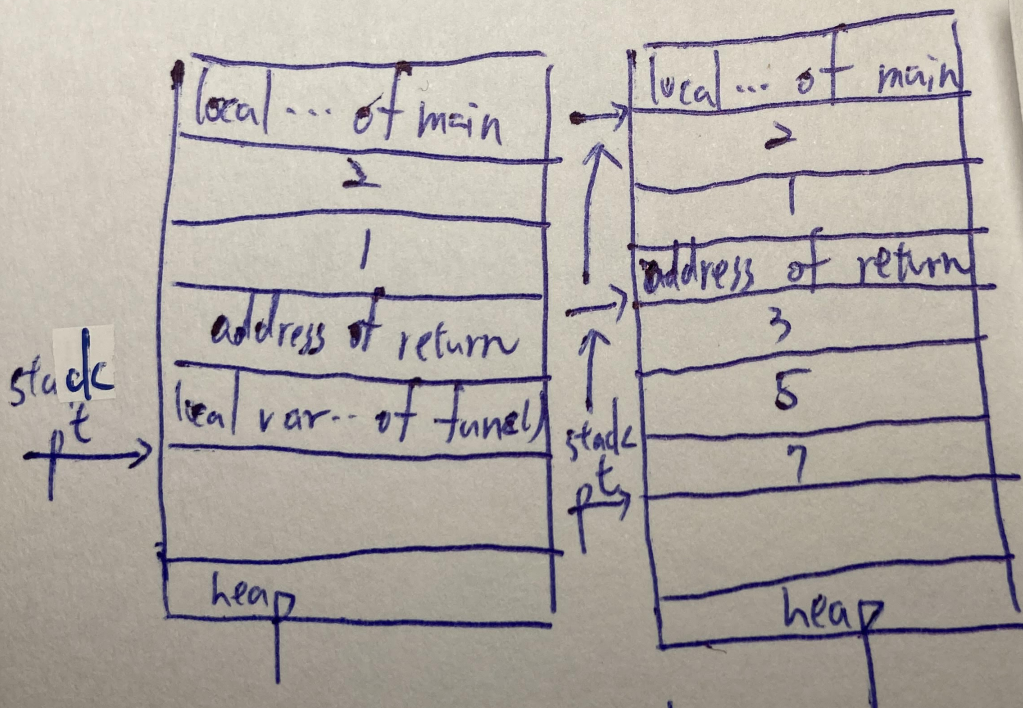 local ... of main
2
1
address of return
local var... of func()
stack
pt
heap
local ... of main
2
1
address of return
3
5
7
stack
pt
heap